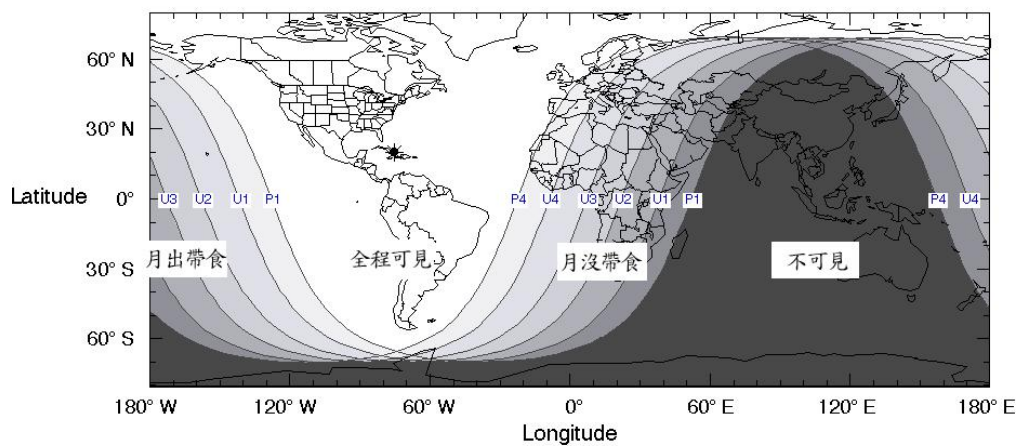 60° N
30° N
Latitude
0°
30° S
60° S
U3 U2 U1 P1 P4 U4 U3 U2 U1 P1 P4 U4
月出帶食 全程可見 月沒帶食 不可見
180° W 120° W 60° W 0° 60° E 120° E 180° E
Longitude